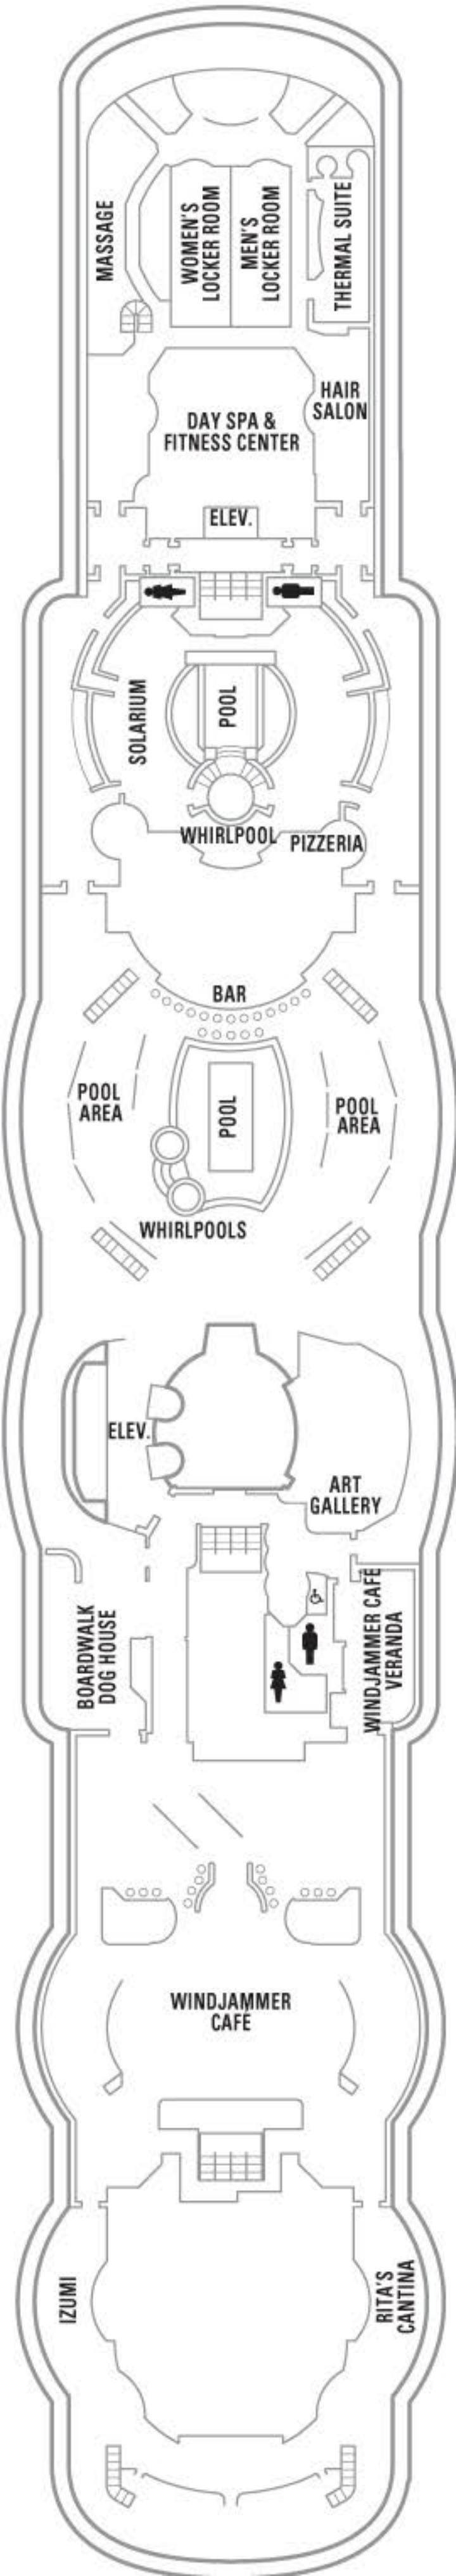 MASSAGE
WOMEN'S
LOCKER ROOM
MEN'S
LOCKER ROOM
THERMAL SUITE
HAIR
SALON
DAY SPA &
FITNESS CENTER
ELEV.
SOLARIUM
POOL
WHIRLPOOL
PIZZERIA
BAR
POOL
AREA
POOL
POOL
AREA
WHIRLPOOLS
ELEV.
ART
GALLERY
BOARDWALK
DOG HOUSE
WINDJAMMER CAFÉ
VERANDA
WINDJAMMER
CAFÉ
IZUMI
RITA'S
CANTINA